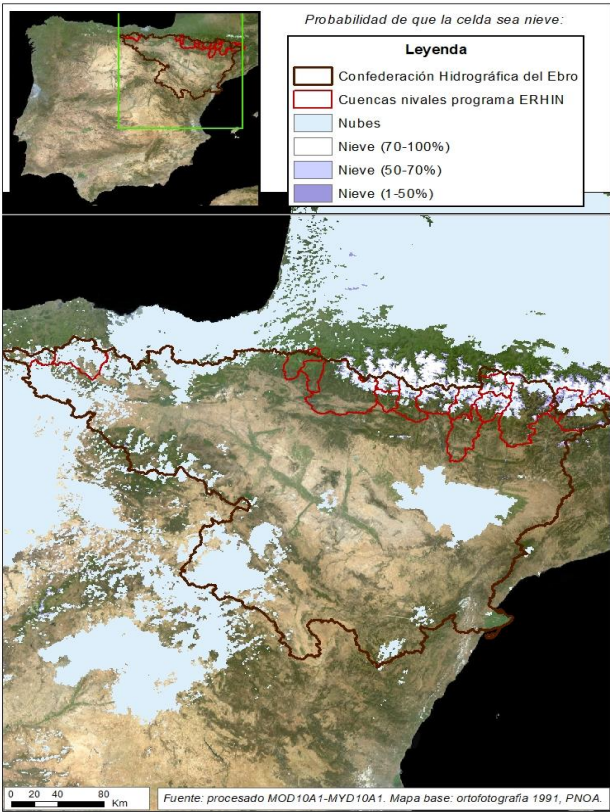 Probabilidad de que la celda sea nieve:
Leyenda
Confederación Hidrográfica del Ebro
Cuencas nivales programa ERHIN
Nubes
Nieve (70-100%)
Nieve (50-70%)
Nieve (1-50%)
0 20 40 80
Km
Fuente: procesado MOD10A1-MYD10A1. Mapa base: ortofotografia 1991, PNOA.